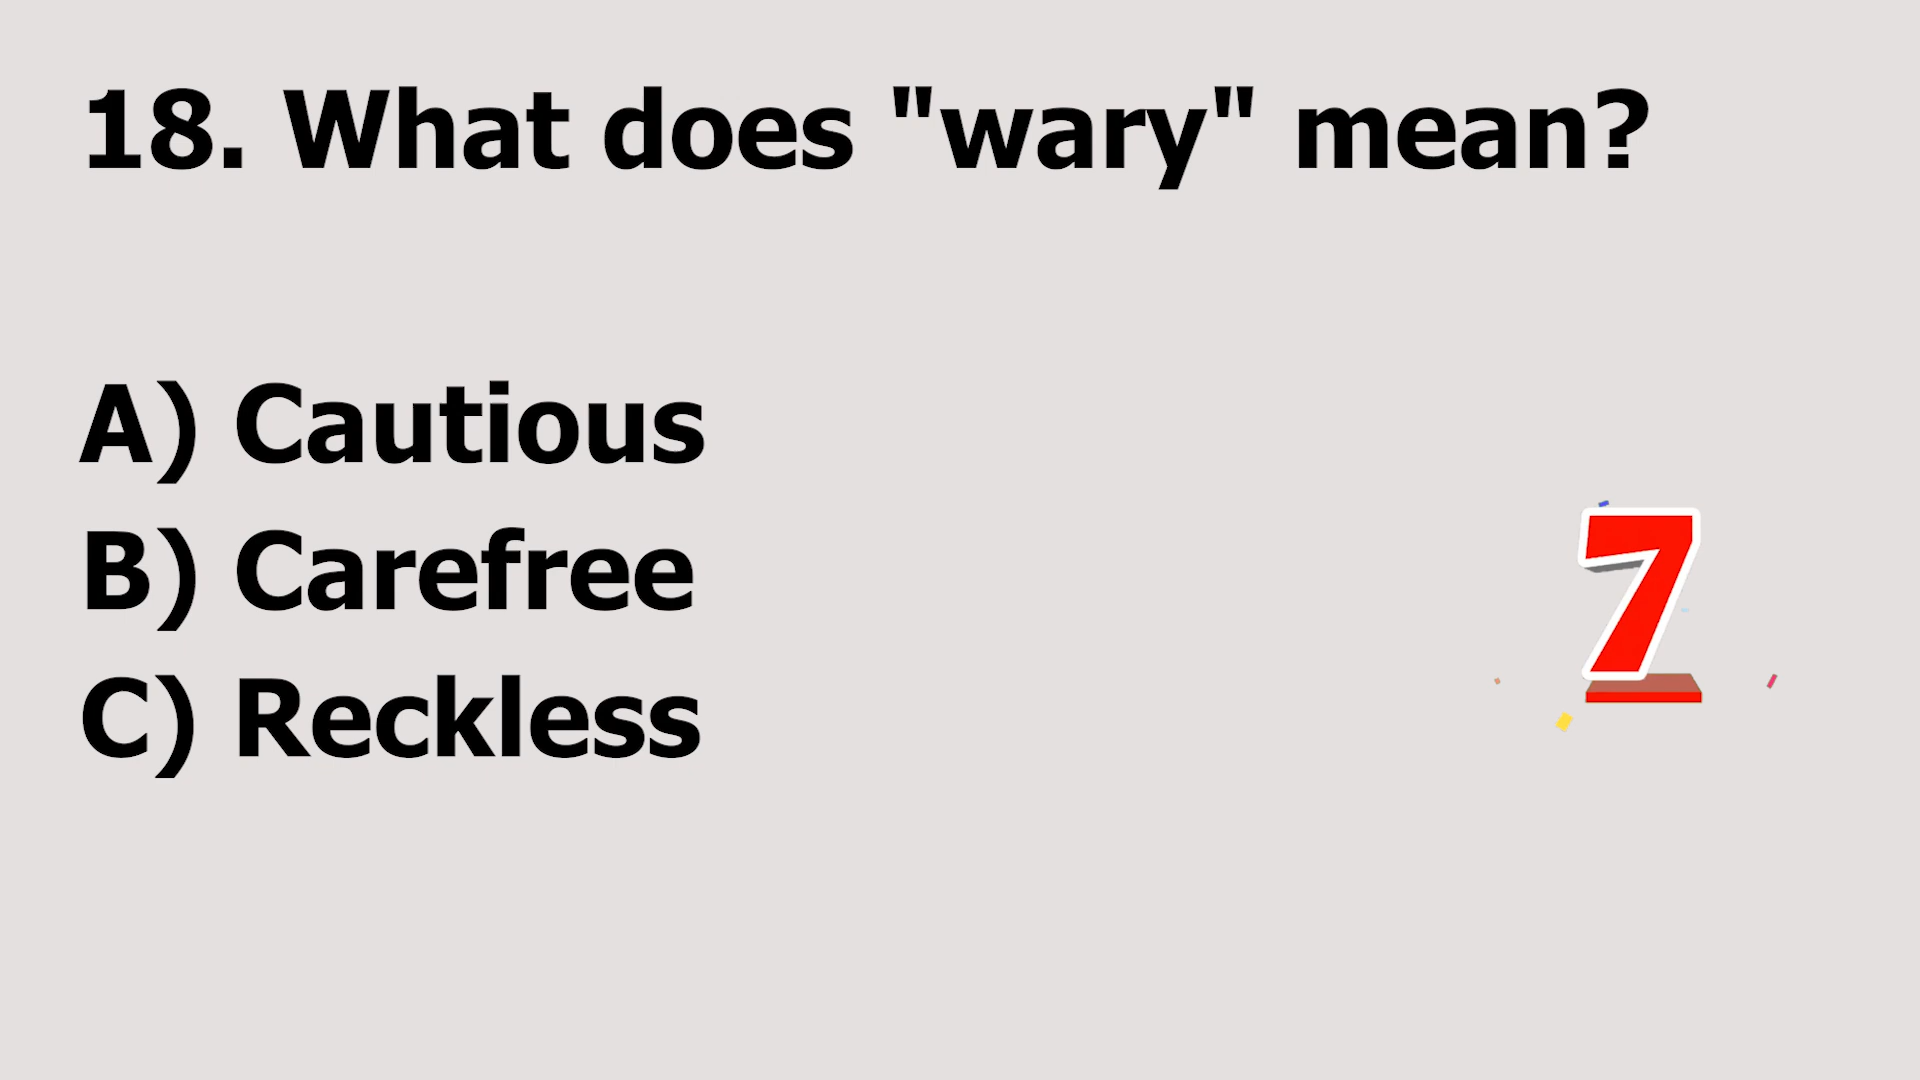 18. What does "wary" mean?
A) Cautious
B) Carefree
7
C) Reckless